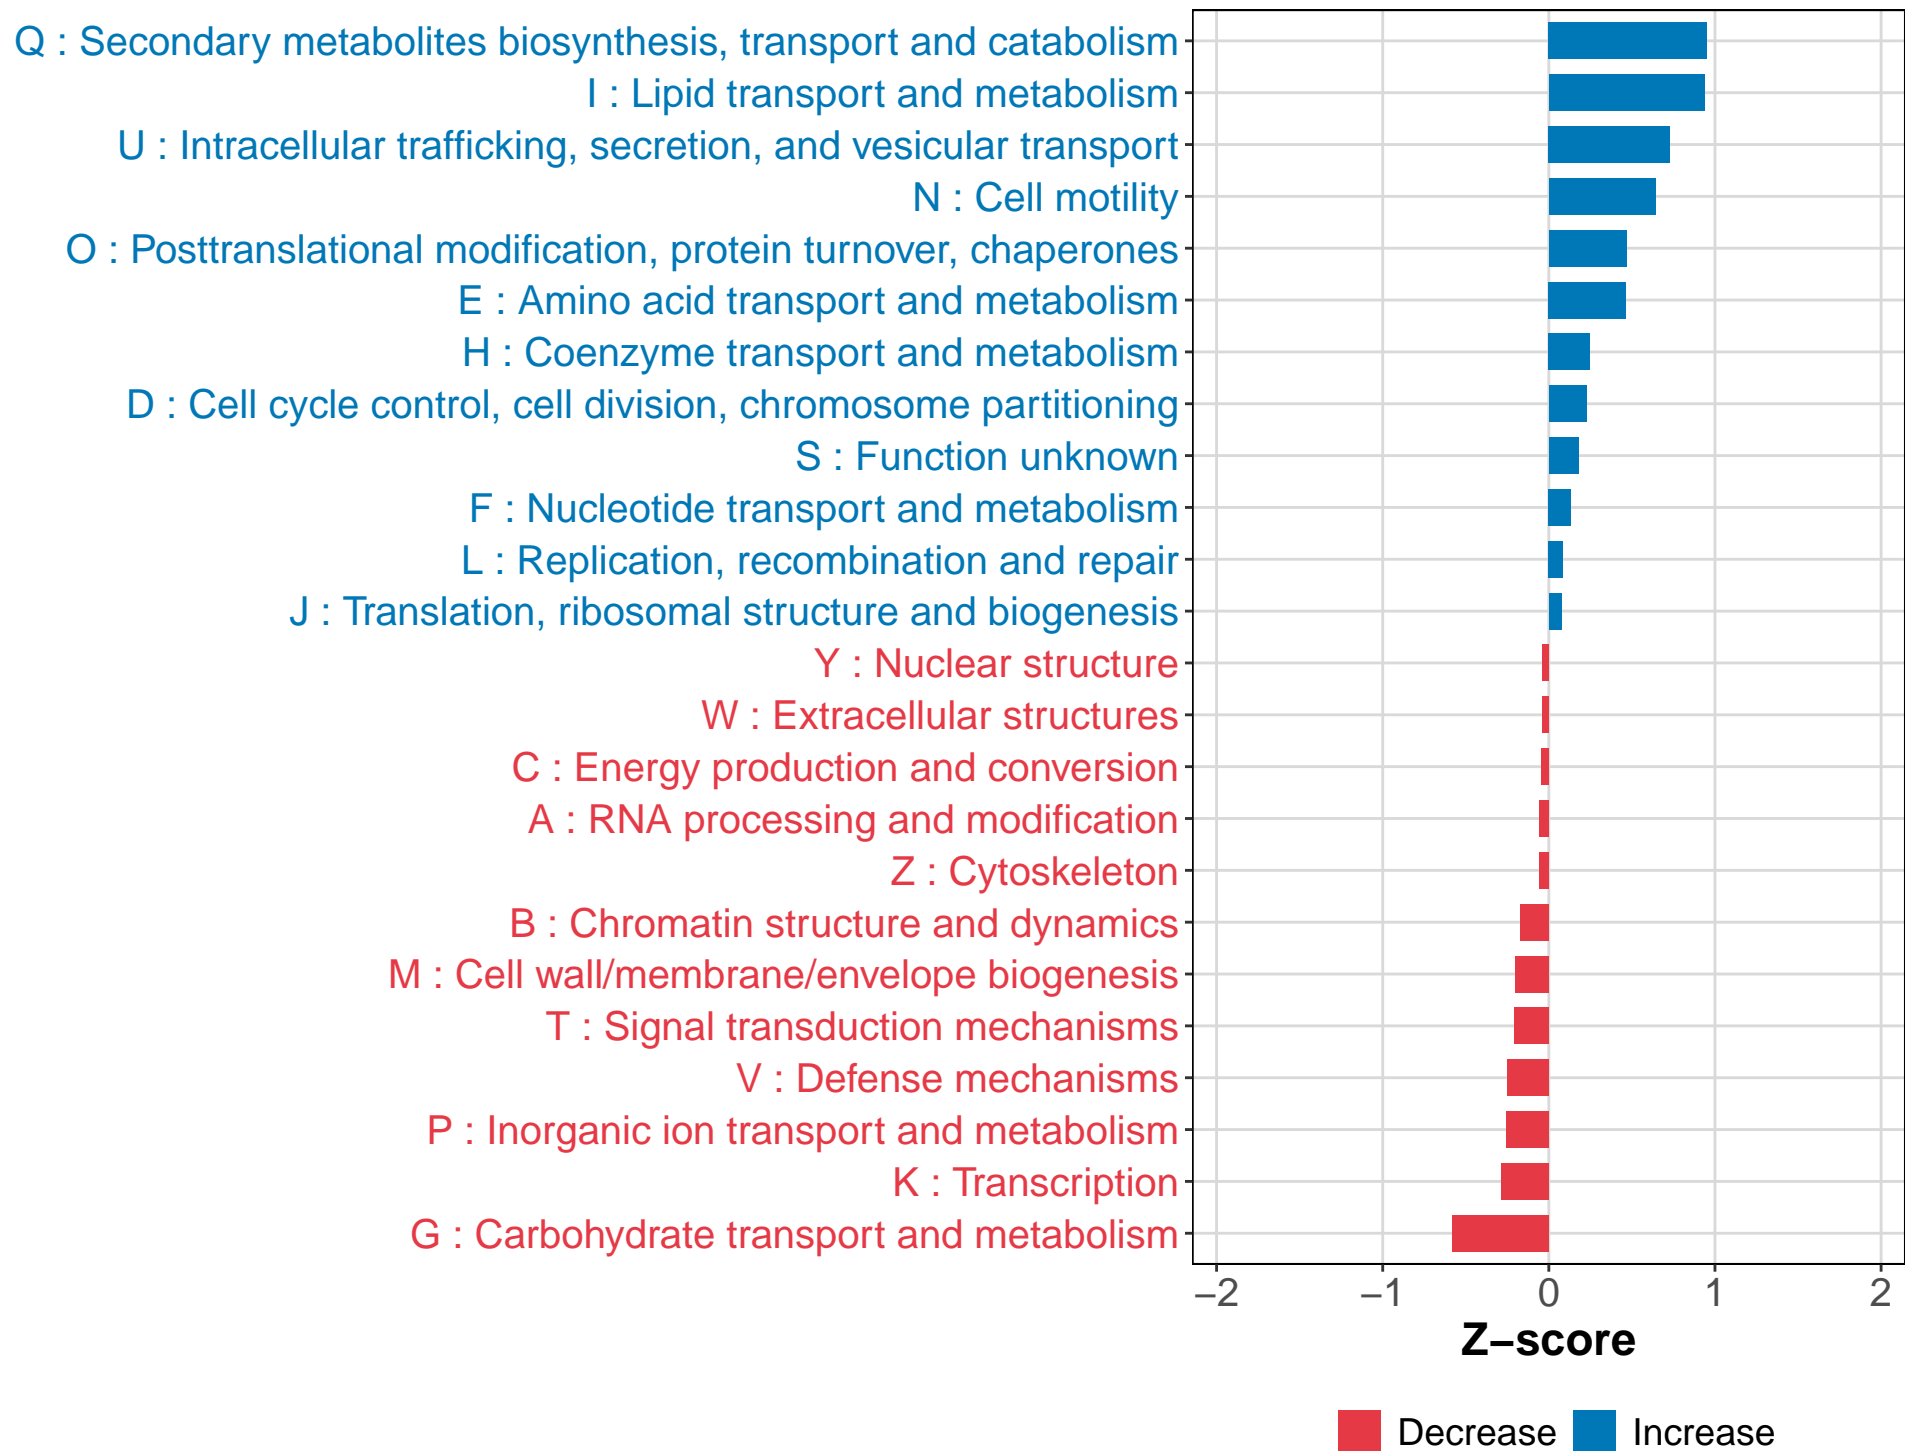 Q : Secondary metabolites biosynthesis, transport and catabolism
I : Lipid transport and metabolism
U : Intracellular trafficking, secretion, and vesicular transport
N : Cell motility
O : Posttranslational modification, protein turnover, chaperones
E : Amino acid transport and metabolism
H : Coenzyme transport and metabolism
D : Cell cycle control, cell division, chromosome partitioning
S : Function unknown
F : Nucleotide transport and metabolism
L : Replication, recombination and repair
J : Translation, ribosomal structure and biogenesis
Y : Nuclear structure
W : Extracellular structures
C : Energy production and conversion
A : RNA processing and modification
Z : Cytoskeleton
B : Chromatin structure and dynamics
M : Cell wall/membrane/envelope biogenesis
T : Signal transduction mechanisms
V : Defense mechanisms
P : Inorganic ion transport and metabolism
K : Transcription
G : Carbohydrate transport and metabolism
−2 −1 0 1 2
Z−score
Decrease Increase